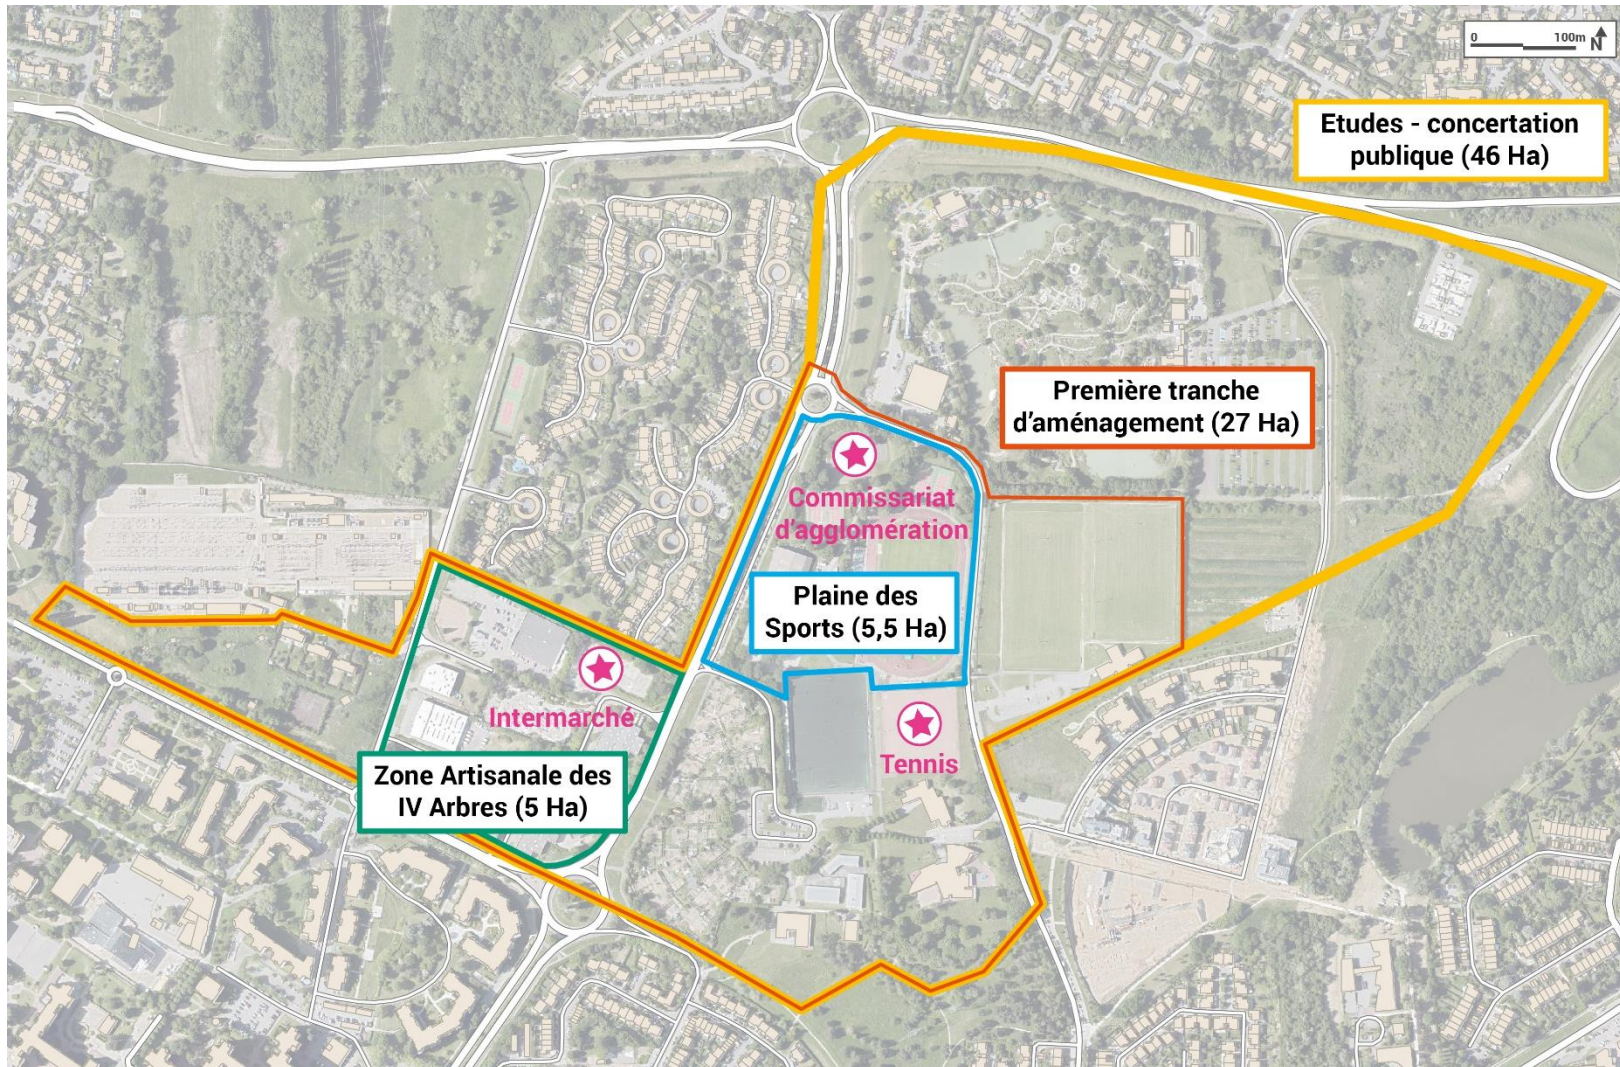 0 100m N
Etudes - concertation
publique (46 Ha)
Première tranche
d'aménagement (27 Ha)
Commissariat
d'agglomération
Plaine des
Sports (5,5 Ha)
Intermarché
Tennis
Zone Artisanale des
IV Arbres (5 Ha)